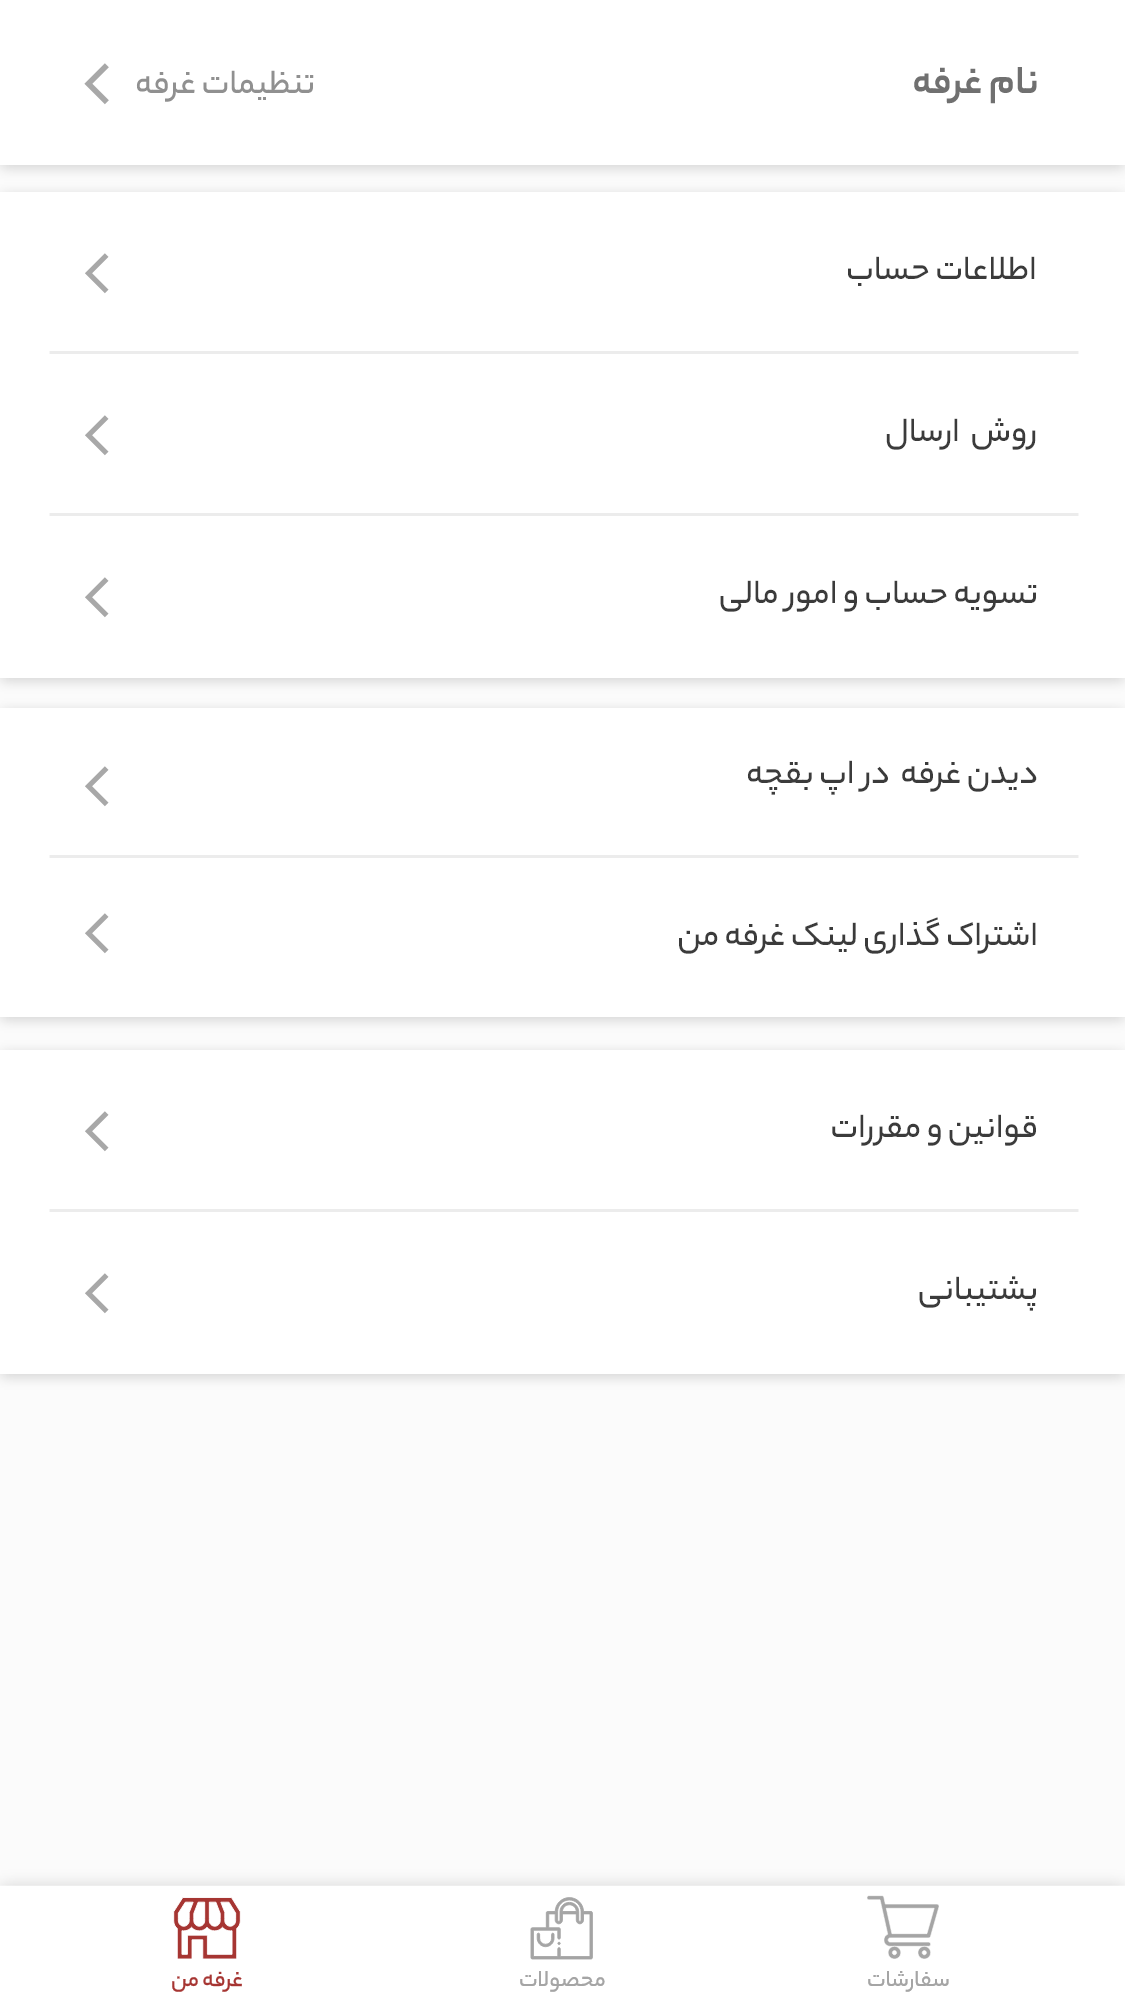 نام غرفه
تنظیمات غرفه
اطلاعات حساب
روش ارسال
تسویه حساب و امور مالی
دیدن غرفه در اپ بقچه
اشتراک گذاری لینک غرفه من
قوانین و مقررات
پشتیبانی
سفارشات
محصولات
غرفه من